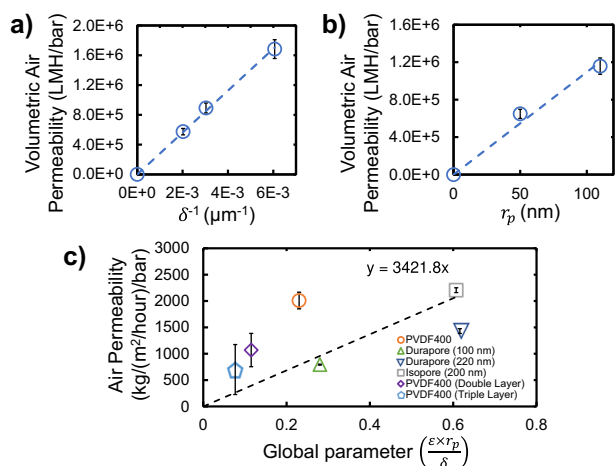 a)
Volumetric Air
Permeability (LMH/bar)
2.0E+6
1.6E+6
1.2E+6
8.0E+5
4.0E+5
0.0E+0
0E+0 2E-3 4E-3 6E-3
δ⁻¹ (µm⁻¹)
b)
Volumetric Air
Permeability (LMH/bar)
1.6E+6
1.2E+6
8.0E+5
4.0E+5
0.0E+0
0 50 100
rₚ (nm)
c)
Air Permeability
(kg/(m²/hour)/bar)
3000
2500
2000
1500
1000
500
0
y = 3421.8x
PVDF400
Durapore (100 nm)
Durapore (220 nm)
Isopore (200 nm)
PVDF400 (Double Layer)
PVDF400 (Triple Layer)
0 0.2 0.4 0.6 0.8
Global parameter (ε×rₚ/δ)